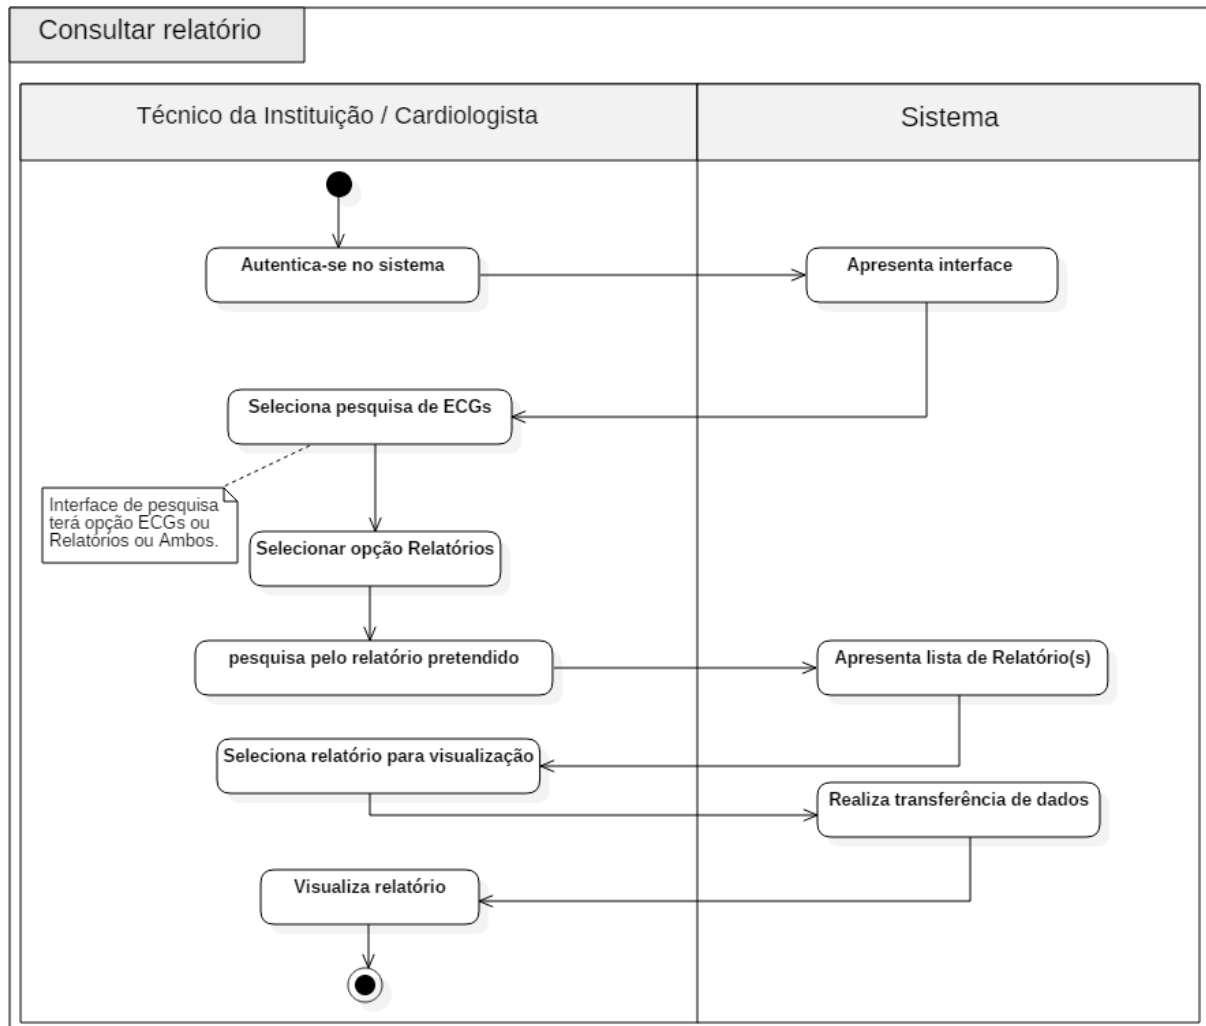 Consultar relatório
Técnico da Instituição / Cardiologista
Sistema
Autentica-se no sistema
Apresenta interface
Seleciona pesquisa de ECGs
Interface de pesquisa
terá opção ECGs ou
Relatórios ou Ambos.
Selecionar opção Relatórios
pesquisa pelo relatório pretendido
Apresenta lista de Relatório(s)
Seleciona relatório para visualização
Realiza transferência de dados
Visualiza relatório